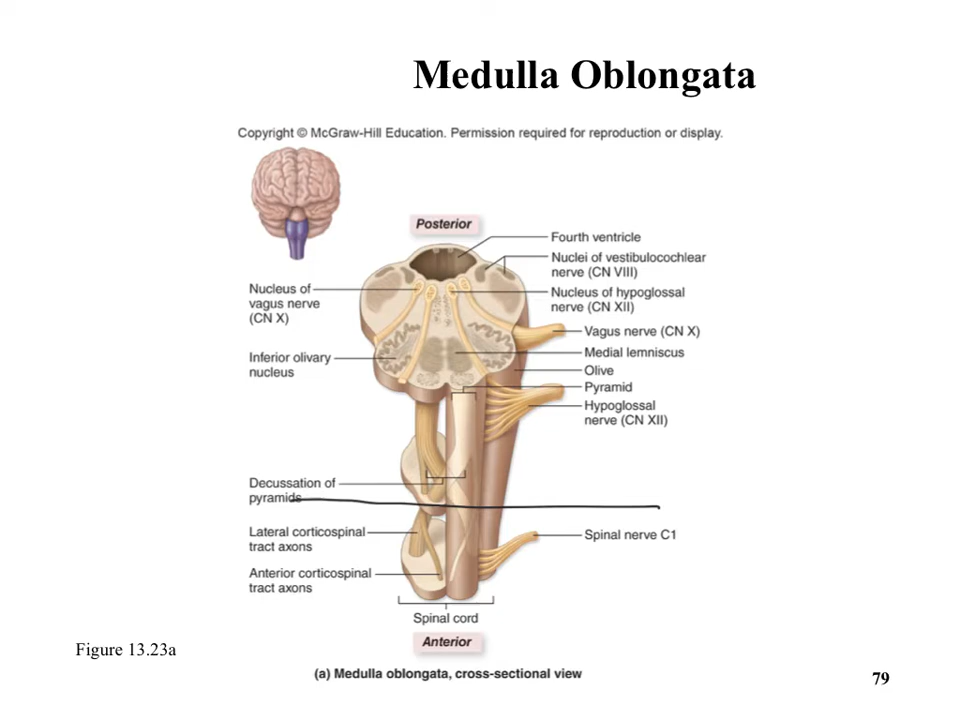 Medulla Oblongata
Copyright © McGraw-Hill Education. Permission required for reproduction or display.
Posterior
Fourth ventricle
Nuclei of vestibulocochlear
nerve (CN VIII)
Nucleus of
vagus nerve
(CN X)
Nucleus of hypoglossal
nerve (CN XII)
Vagus nerve (CN X)
Inferior olivary
nucleus
Medial lemniscus
Olive
Pyramid
Hypoglossal
nerve (CN XII)
Decussation of
pyramids
Lateral corticospinal
tract axons
Spinal nerve C1
Anterior corticospinal
tract axons
Spinal cord
Anterior
Figure 13.23a
(a) Medulla oblongata, cross-sectional view
79